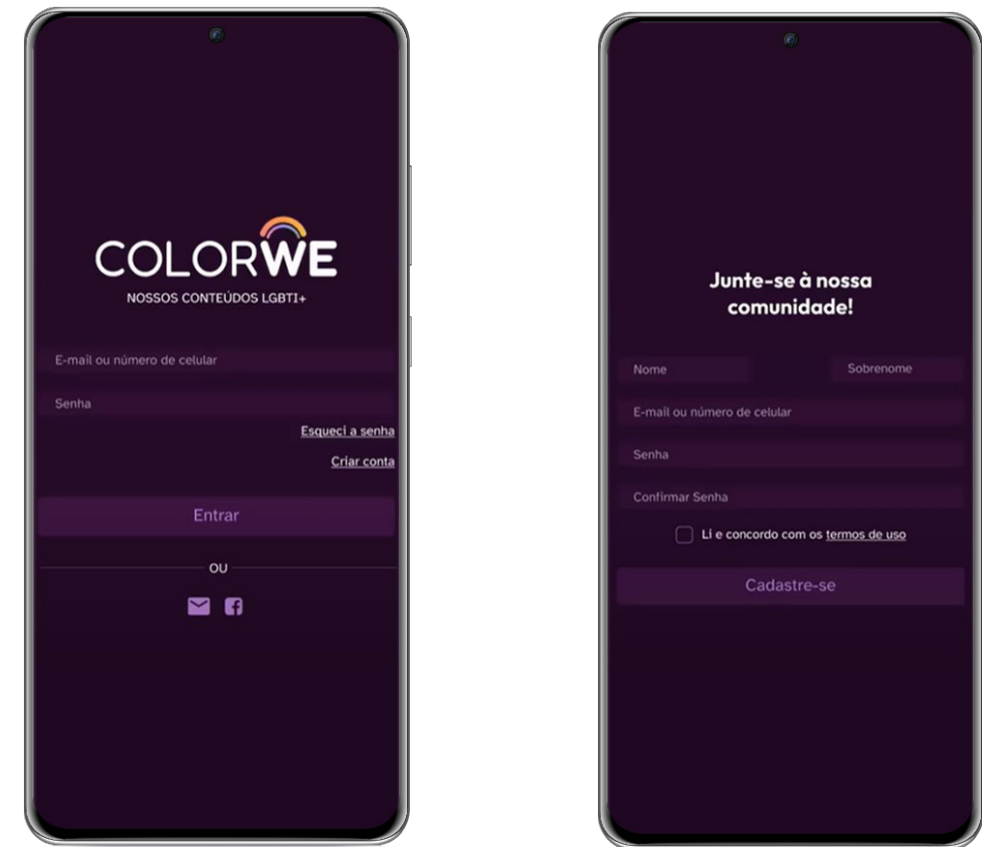 COLORWE
NOSSOS CONTEÚDOS LGBTI+
E-mail ou número de celular
Senha
Esqueci a senha
Criar conta
Entrar
OU
Junte-se à nossa
comunidade!
Nome Sobrenome
E-mail ou número de celular
Senha
Confirmar Senha
Li e concordo com os termos de uso
Cadastre-se